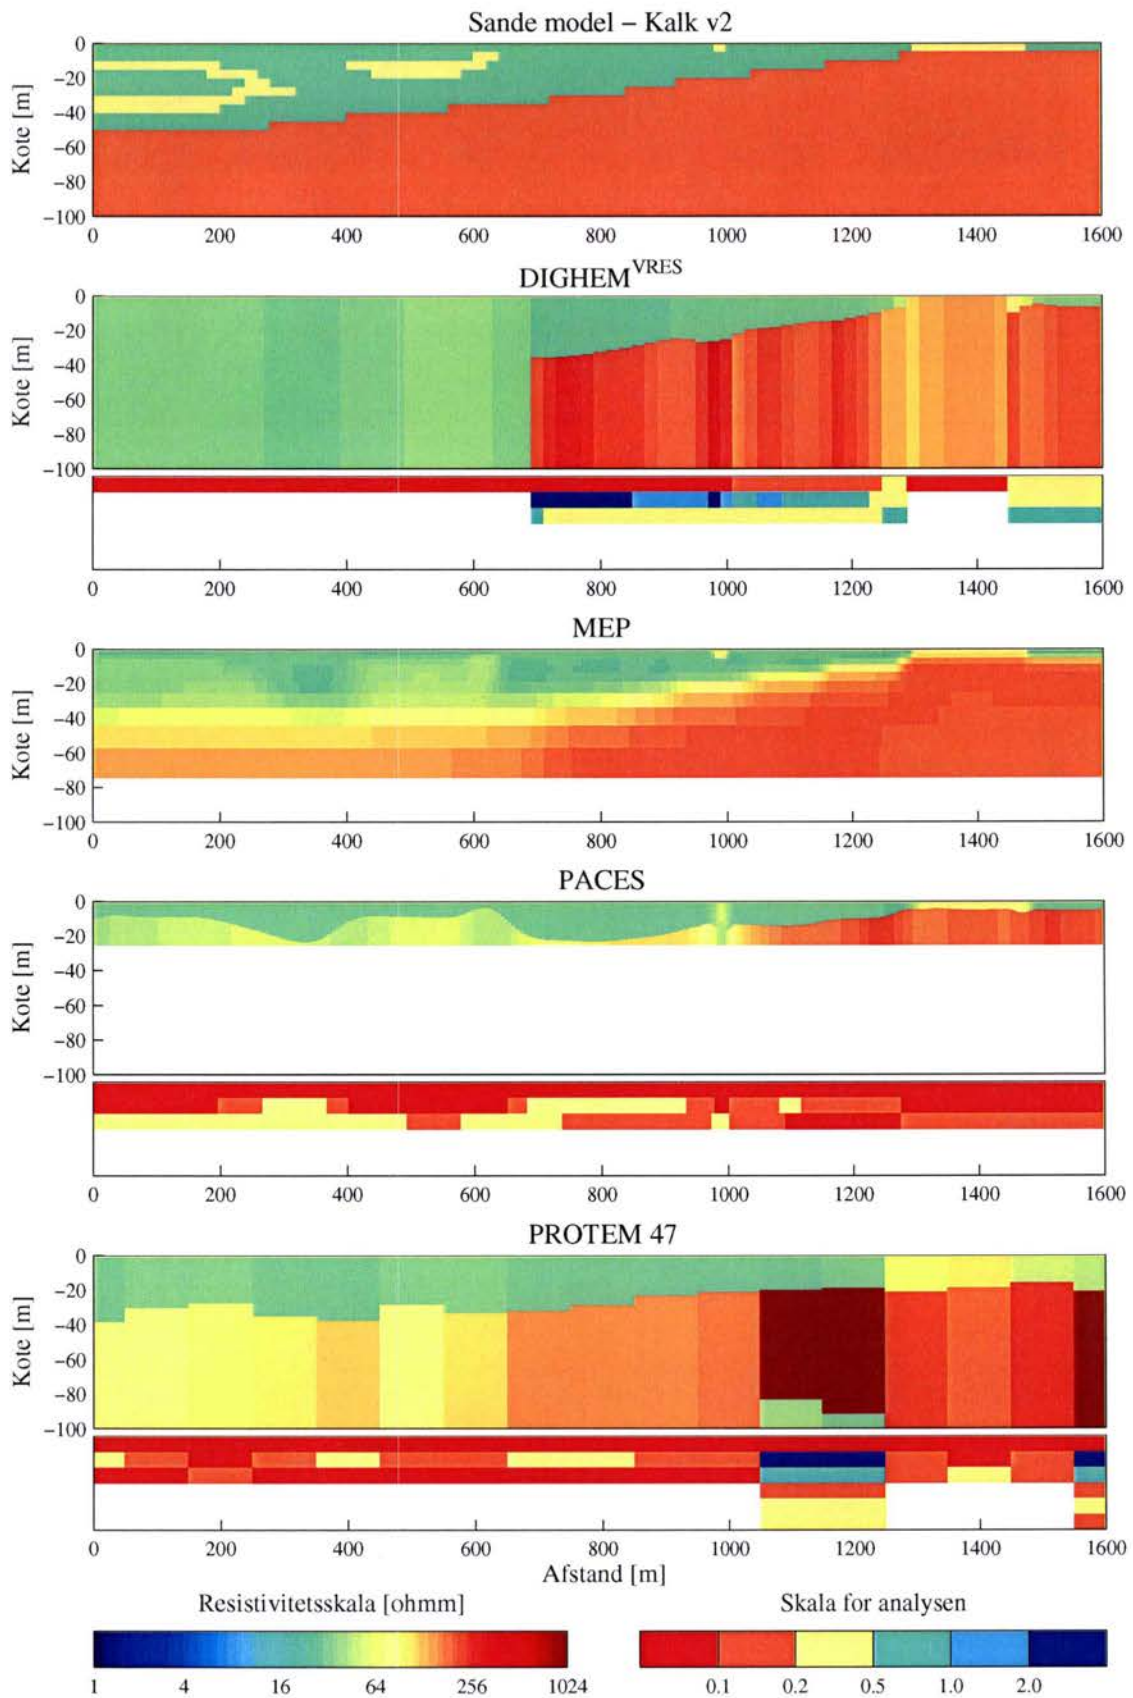 Sande model – Kalk v2
Kote [m]
0
−20
−40
−60
−80
−100
0 200 400 600 800 1000 1200 1400 1600
DIGHEM^VRES
Kote [m]
0
−20
−40
−60
−80
−100
0 200 400 600 800 1000 1200 1400 1600
MEP
Kote [m]
0
−20
−40
−60
−80
−100
0 200 400 600 800 1000 1200 1400 1600
PACES
Kote [m]
0
−20
−40
−60
−80
−100
0 200 400 600 800 1000 1200 1400 1600
PROTEM 47
Kote [m]
0
−20
−40
−60
−80
−100
0 200 400 600 800 1000 1200 1400 1600
Afstand [m]
Resistivitetsskala [ohmm]
1 4 16 64 256 1024
Skala for analysen
0.1 0.2 0.5 1.0 2.0